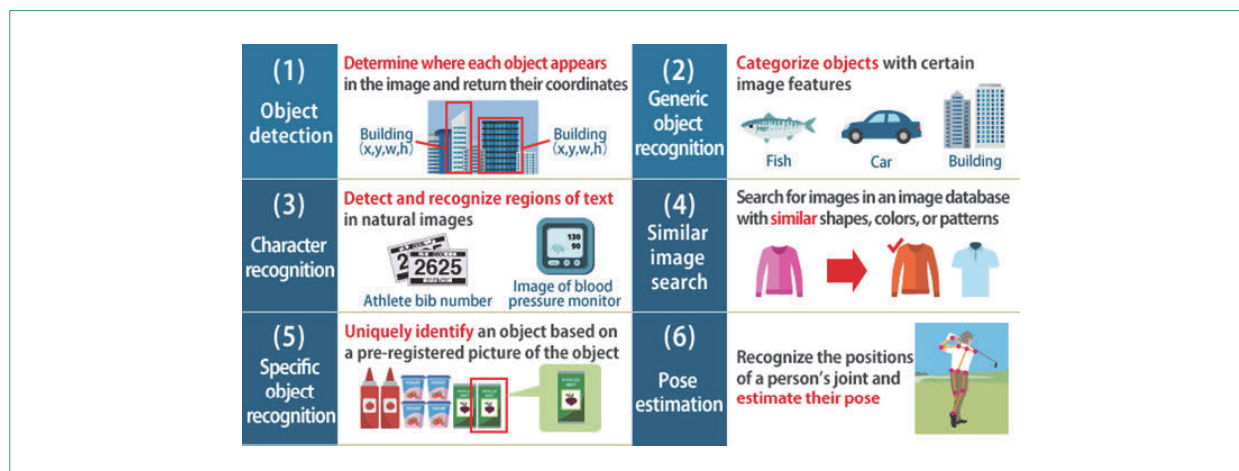 (1)
Object
detection
Determine where each object appears
in the image and return their coordinates
Building
(x,y,w,h)
Building
(x,y,w,h)
(2)
Generic
object
recognition
Categorize objects with certain
image features
Fish
Car
Building
(3)
Character
recognition
Detect and recognize regions of text
in natural images
2625
130
90
Athlete bib number
Image of blood
pressure monitor
(4)
Similar
image
search
Search for images in an image database
with similar shapes, colors, or patterns
(5)
Specific
object
recognition
Uniquely identify an object based on
a pre-registered picture of the object
(6)
Pose
estimation
Recognize the positions
of a person's joint and
estimate their pose